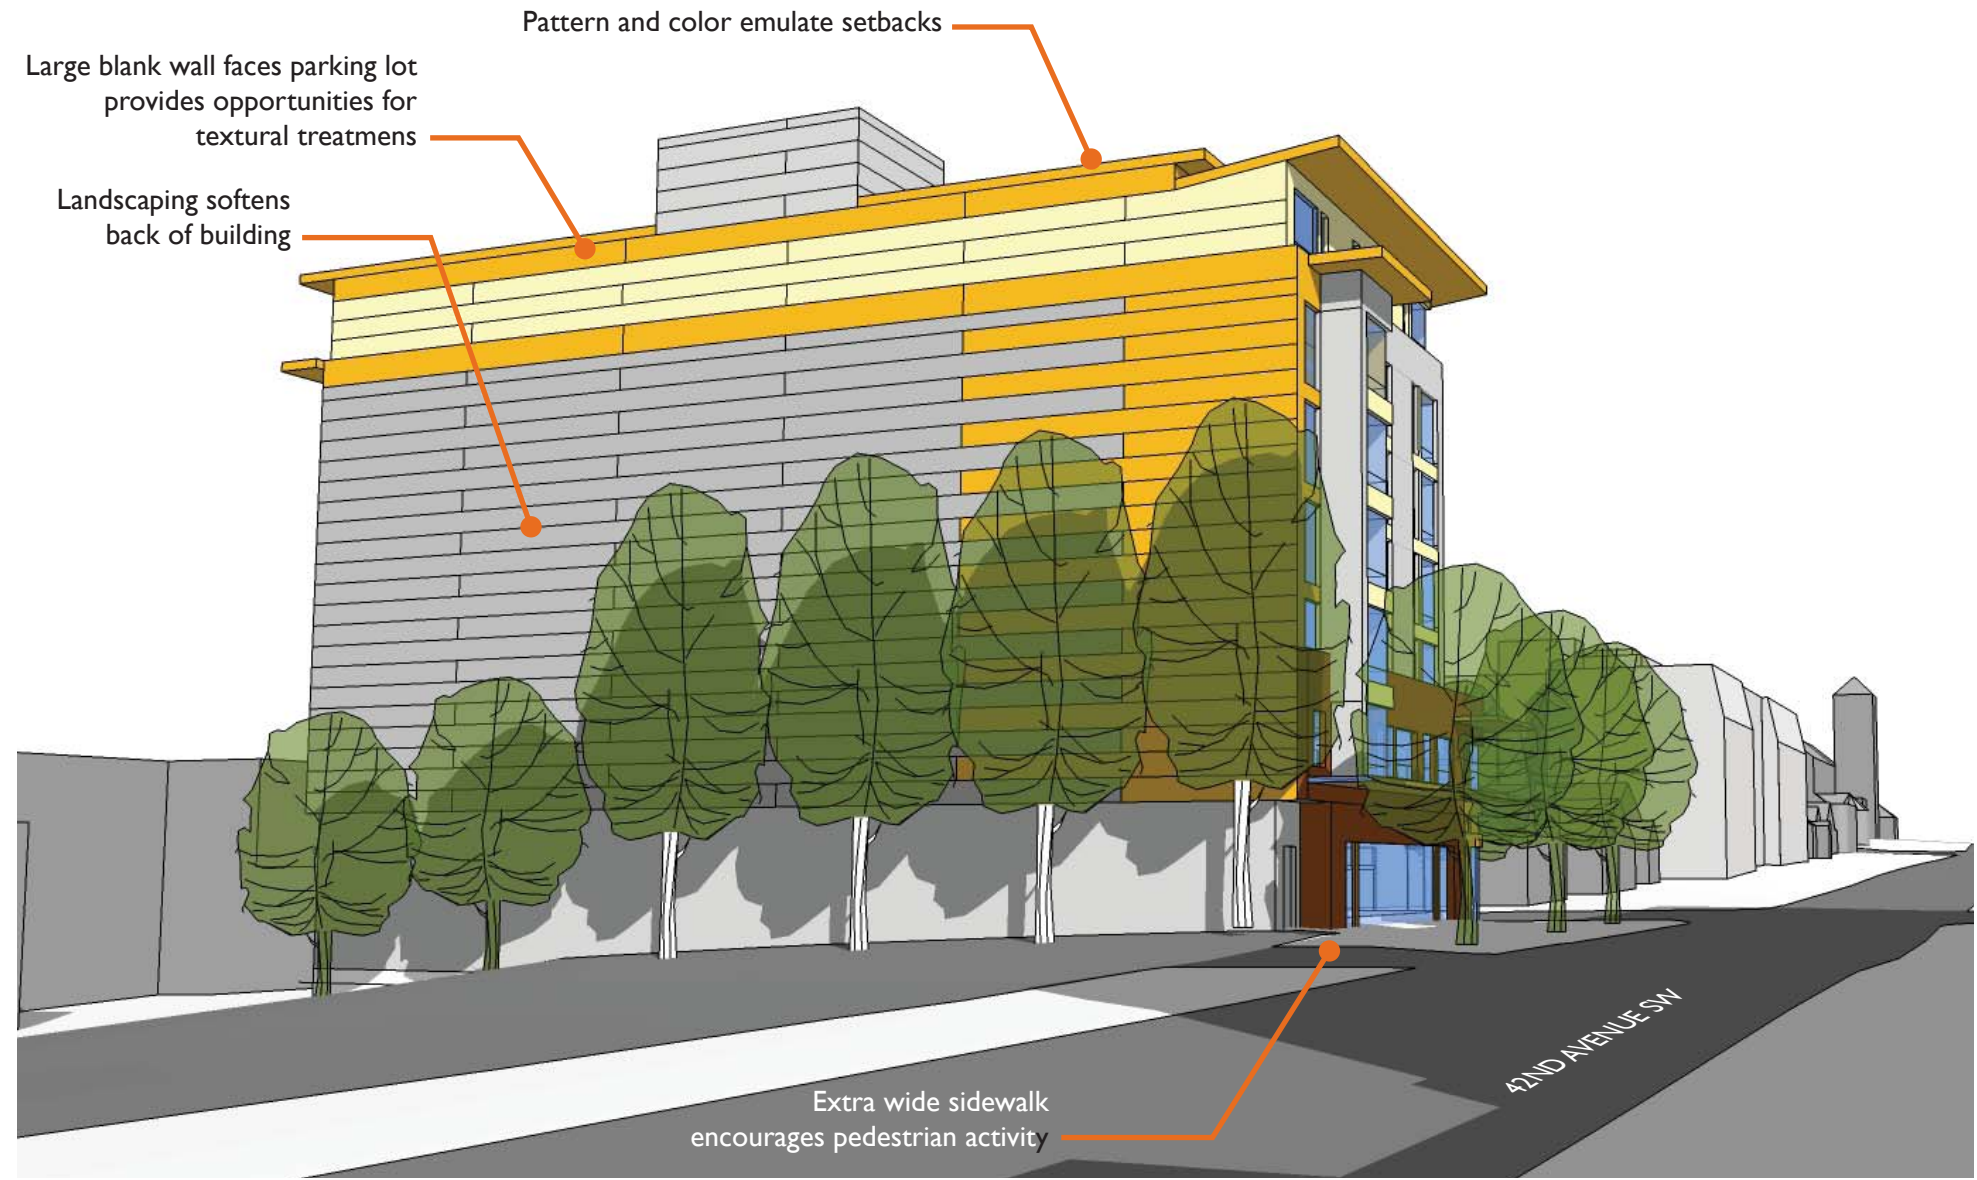 Pattern and color emulate setbacks
Large blank wall faces parking lot
provides opportunities for
textural treatmens
Landscaping softens
back of building
42ND AVENUE SW
Extra wide sidewalk
encourages pedestrian activity